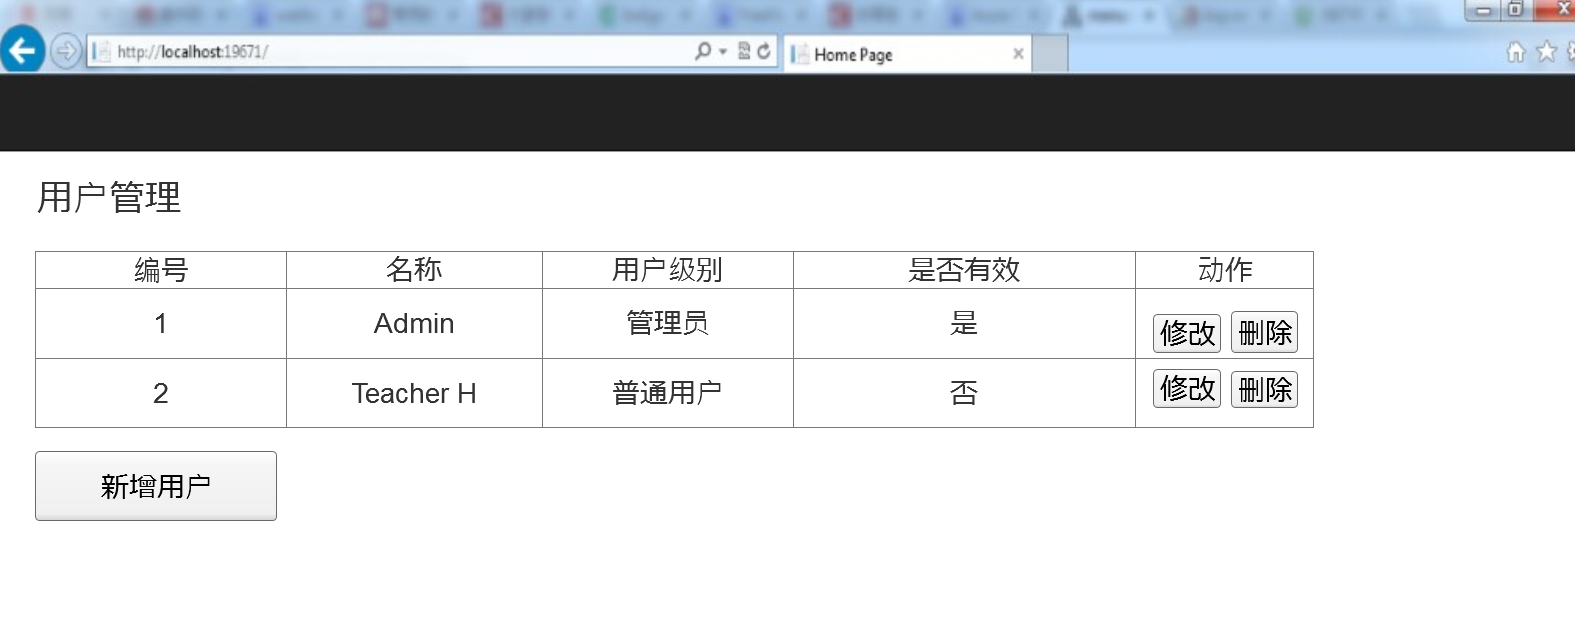 http://localhost:19671/
Home Page
用户管理
编号 名称 用户级别 是否有效 动作
1 Admin 管理员 是 修改 删除
2 Teacher H 普通用户 否 修改 删除
新增用户